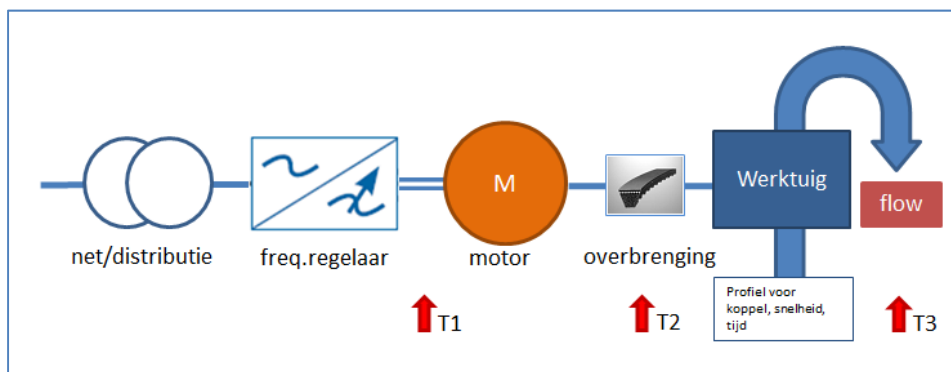 M
Werktuig
flow
net/distributie
freq.regelaar
motor
overbrenging
Profiel voor
koppel, snelheid,
tijd
T1
T2
T3